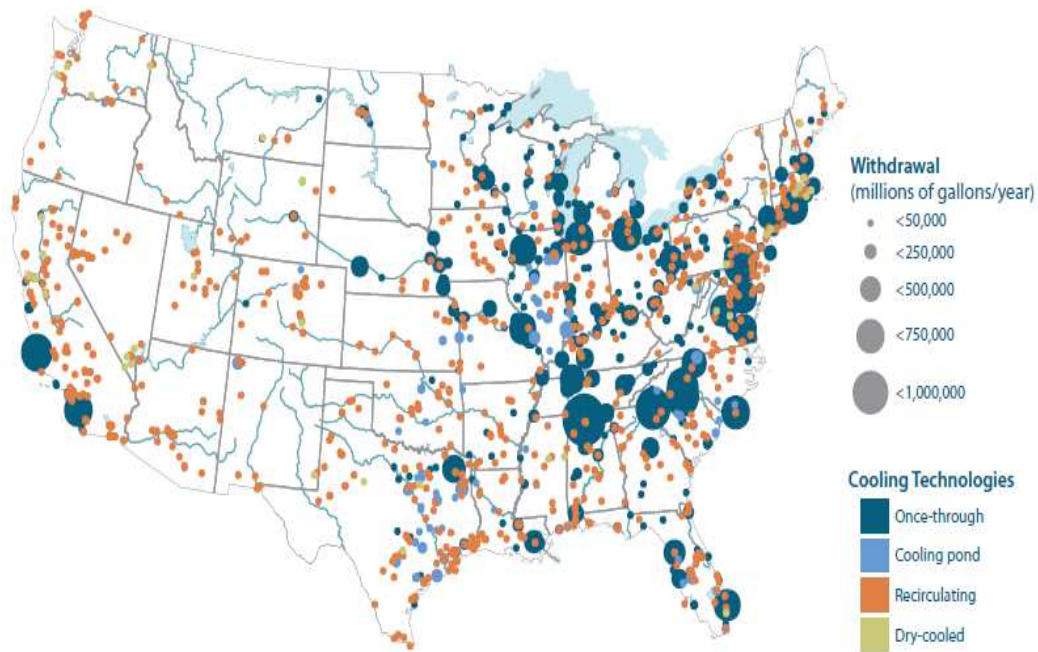 Withdrawal
(millions of gallons/year)
<50,000
<250,000
<500,000
<750,000
<1,000,000
Cooling Technologies
Once-through
Cooling pond
Recirculating
Dry-cooled